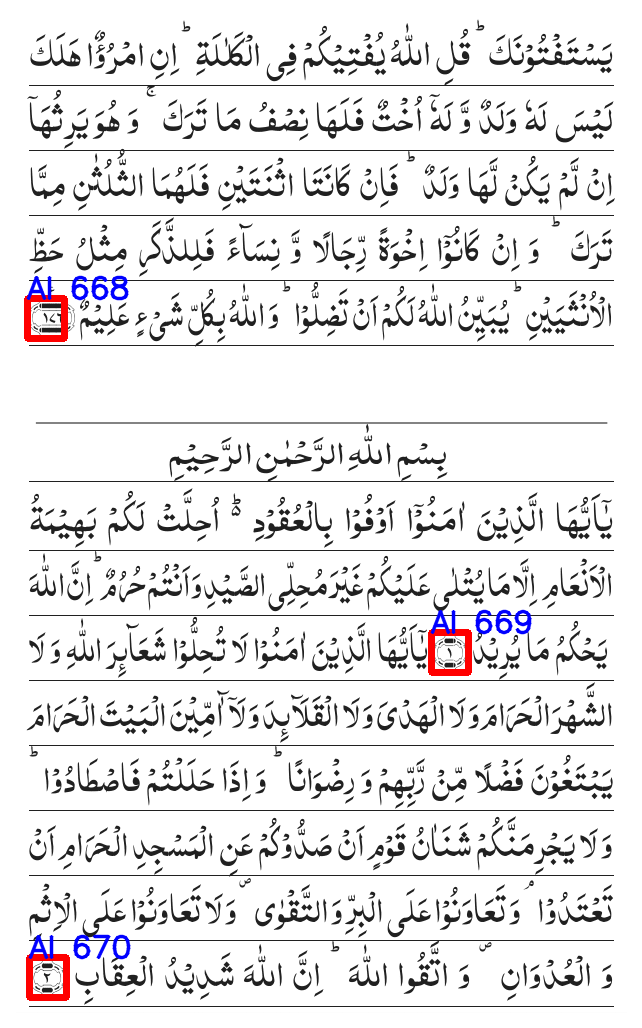 يَسْتَفْتُوْنَكَ ؕ قُلِ اللّٰهُ يُفْتِيْكُمْ فِى الْكَلٰلَةِ ؕ اِنِ امْرُؤٌا هَلَكَ
لَيْسَ لَهٗ وَلَدٌ وَّ لَهٗۤ اُخْتٌ فَلَهَا نِصْفُ مَا تَرَكَ ۚ وَ هُوَ يَرِثُهَاۤ
اِنْ لَّمْ يَكُنْ لَّهَا وَلَدٌ ؕ فَاِنْ كَانَتَا اثْنَتَيْنِ فَلَهُمَا الثُّلُثٰنِ مِمَّا
تَرَكَ ؕ وَ اِنْ كَانُوْۤا اِخْوَةً رِّجَالًا وَّ نِسَآءً فَلِلذَّكَرِ مِثْلُ حَظِّ
AI 668
الْاُنْثَيَيْنِ ؕ يُبَيِّنُ اللّٰهُ لَكُمْ اَنْ تَضِلُّوْا ؕ وَ اللّٰهُ بِكُلِّ شَىْءٍ عَلِيْمٌ ١٧٦
بِسْمِ اللّٰهِ الرَّحْمٰنِ الرَّحِيْمِ
يٰۤاَيُّهَا الَّذِيْنَ اٰمَنُوْۤا اَوْفُوْا بِالْعُقُوْدِ ؕ اُحِلَّتْ لَكُمْ بَهِيْمَةُ
الْاَنْعَامِ اِلَّا مَا يُتْلٰى عَلَيْكُمْ غَيْرَ مُحِلِّى الصَّيْدِ وَ اَنْتُمْ حُرُمٌ ؕ اِنَّ اللّٰهَ
AI 669
يَحْكُمُ مَا يُرِيْدُ ١ يٰۤاَيُّهَا الَّذِيْنَ اٰمَنُوْا لَا تُحِلُّوْا شَعَآئِرَ اللّٰهِ وَ لَا
الشَّهْرَ الْحَرَامَ وَ لَا الْهَدْىَ وَ لَا الْقَلَآئِدَ وَ لَاۤ آٰمِّيْنَ الْبَيْتَ الْحَرَامَ
يَبْتَغُوْنَ فَضْلًا مِّنْ رَّبِّهِمْ وَ رِضْوَانًا ؕ وَ اِذَا حَلَلْتُمْ فَاصْطَادُوْا ؕ
وَ لَا يَجْرِمَنَّكُمْ شَنَاٰنُ قَوْمٍ اَنْ صَدُّوْكُمْ عَنِ الْمَسْجِدِ الْحَرَامِ اَنْ
تَعْتَدُوْا ۘ وَ تَعَاوَنُوْا عَلَى الْبِرِّ وَ التَّقْوٰى ۪ وَ لَا تَعَاوَنُوْا عَلَى الْاِثْمِ
AI 670
وَ الْعُدْوَانِ ۪ وَ اتَّقُوا اللّٰهَ ؕ اِنَّ اللّٰهَ شَدِيْدُ الْعِقَابِ ٢